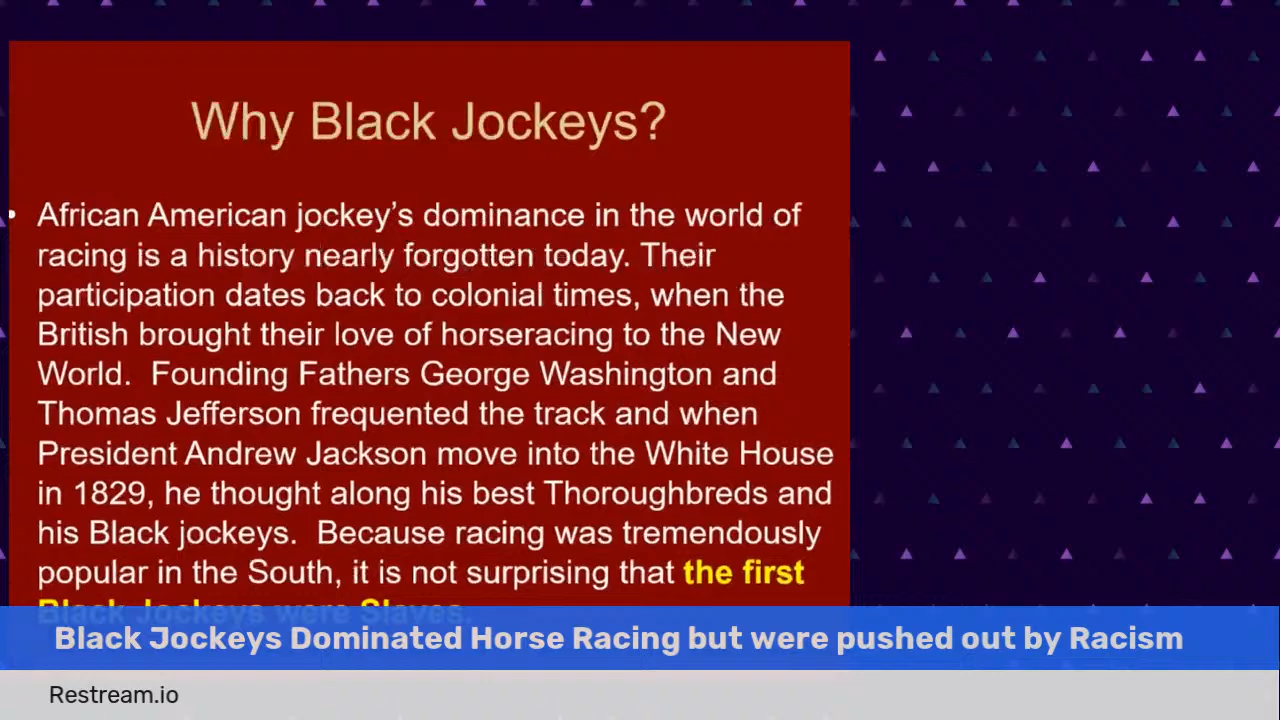 Why Black Jockeys?
• African American jockey's dominance in the world of
racing is a history nearly forgotten today. Their
participation dates back to colonial times, when the
British brought their love of horseracing to the New
World.  Founding Fathers George Washington and
Thomas Jefferson frequented the track and when
President Andrew Jackson move into the White House
in 1829, he thought along his best Thoroughbreds and
his Black jockeys.  Because racing was tremendously
popular in the South, it is not surprising that the first
Black Jockeys were Slaves.
Black Jockeys Dominated Horse Racing but were pushed out by Racism
Restream.io